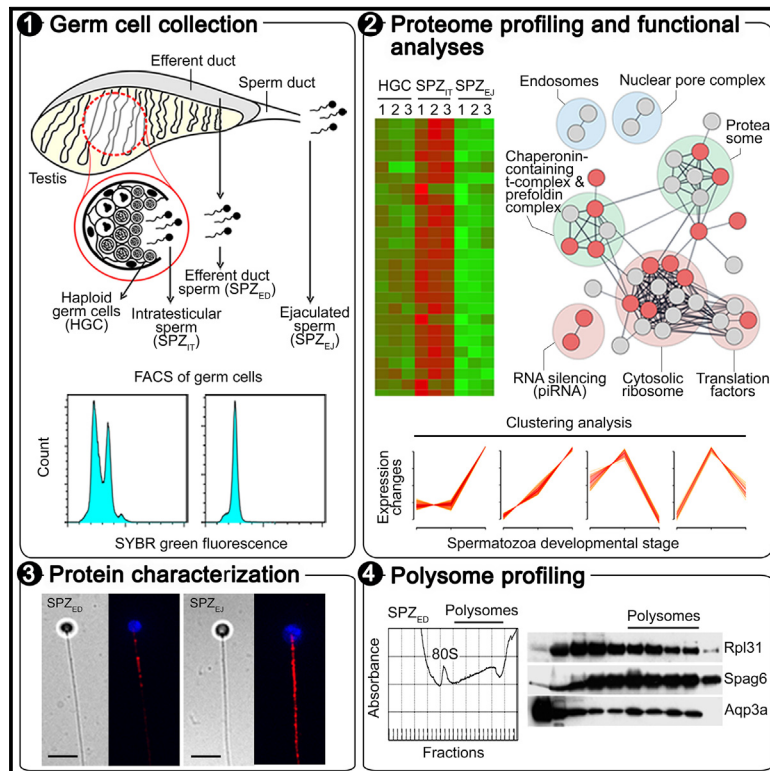 1 Germ cell collection
Efferent duct
Sperm duct
Testis
Haploid
germ cells
(HGC)
Intratesticular
sperm
(SPZIT)
Efferent duct
sperm (SPZED)
Ejaculated
sperm
(SPZEJ)
FACS of germ cells
Count
SYBR green fluorescence
2 Proteome profiling and functional
analyses
HGC SPZIT SPZEJ
1 2 3 1 2 3 1 2 3
Endosomes
Nuclear pore complex
Protea
some
Chaperonin-
containing
t-complex &
prefoldin
complex
RNA silencing
(piRNA)
Cytosolic
ribosome
Translation
factors
Clustering analysis
Expression
changes
Spermatozoa developmental stage
3 Protein characterization
SPZED
SPZEJ
4 Polysome profiling
SPZED
Polysomes
80S
Absorbance
Fractions
Polysomes
Rpl31
Spag6
Aqp3a